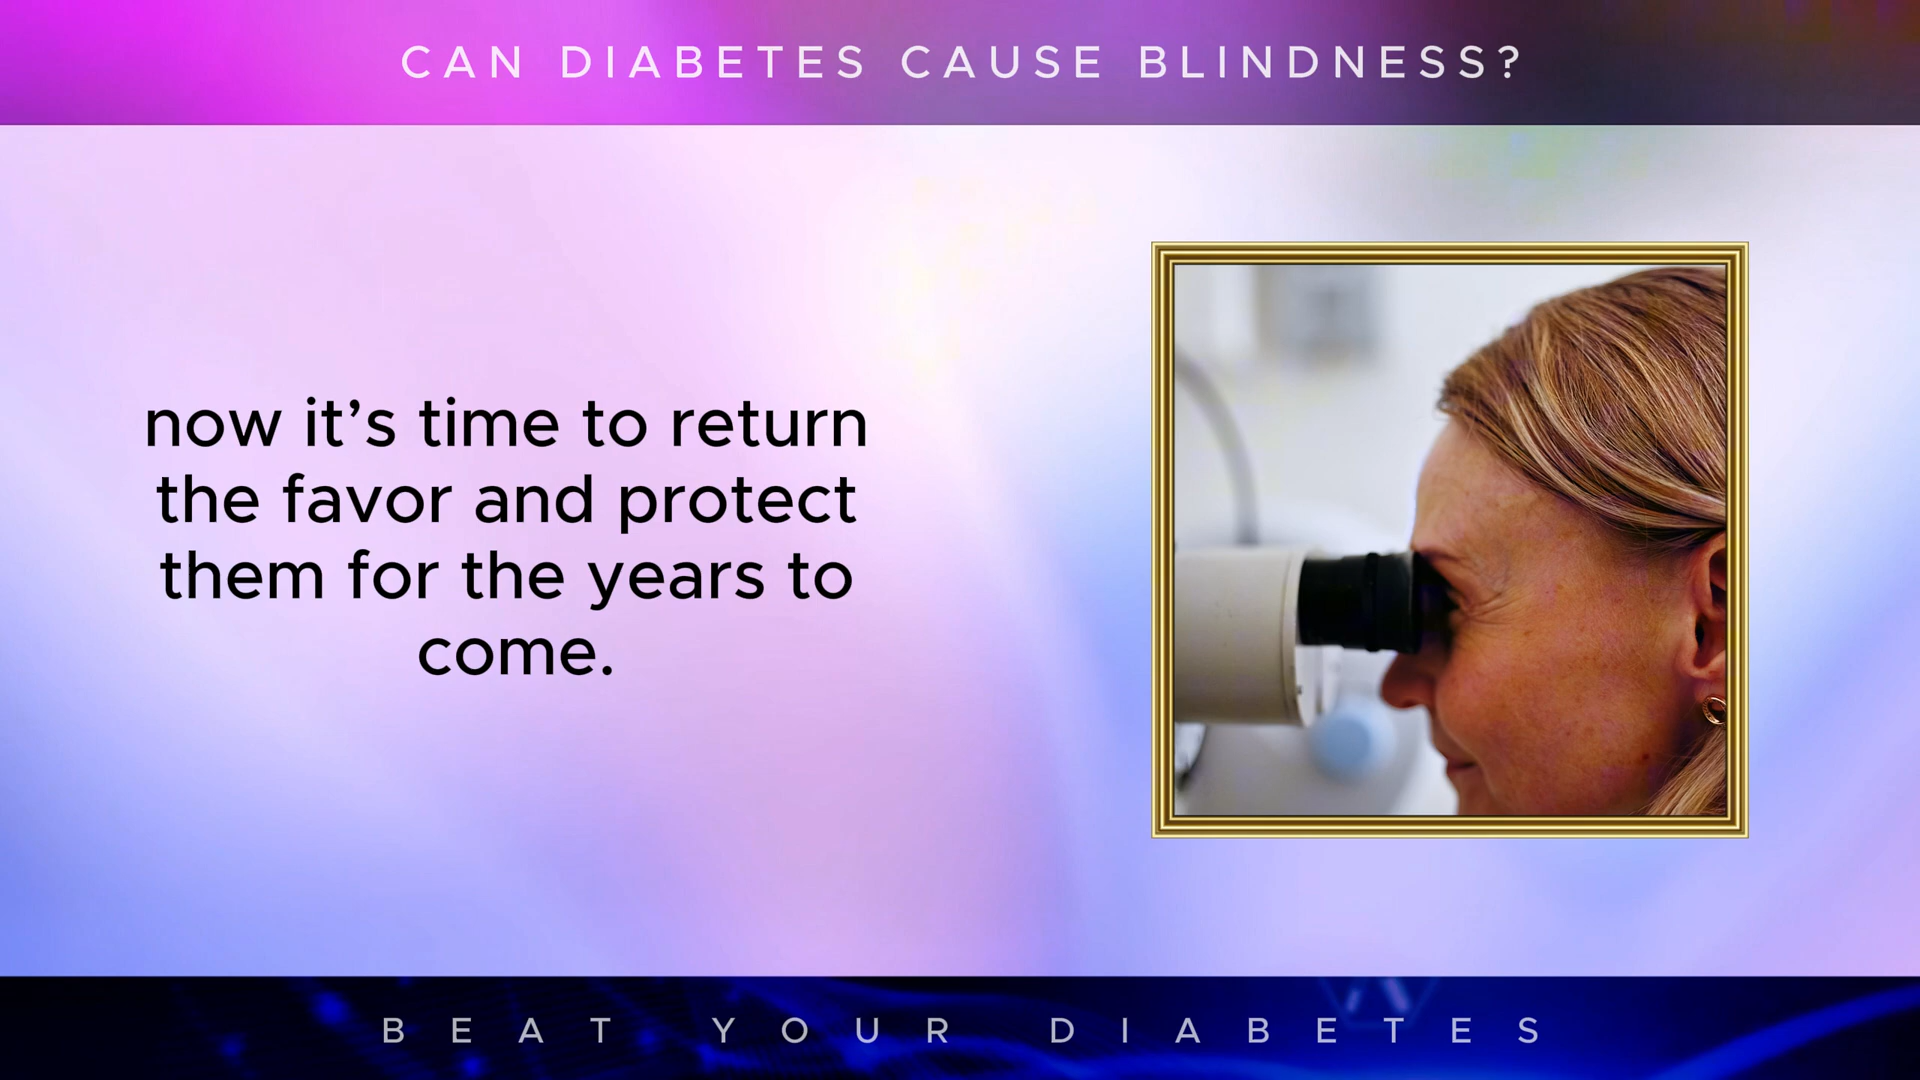 CAN DIABETES CAUSE BLINDNESS?
now it’s time to return
the favor and protect
them for the years to
come.
BEAT YOUR DIABETES